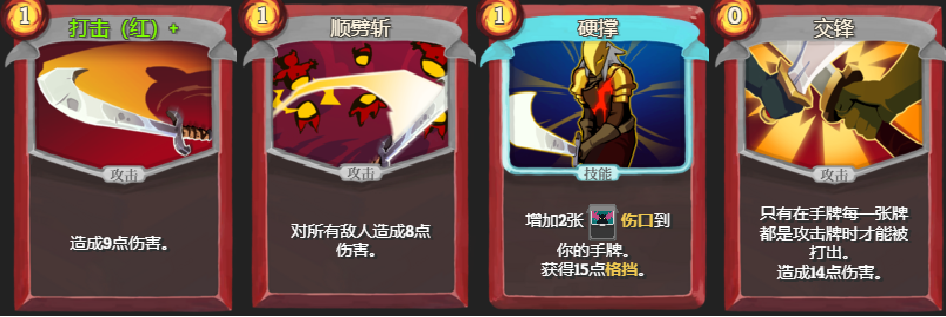 1
打击（红）+
攻击
造成9点伤害。
1
顺劈斩
攻击
对所有敌人造成8点
伤害。
1
硬撑
技能
增加2张 伤口到
你的手牌。
获得15点格挡。
0
交锋
攻击
只有在手牌每一张牌
都是攻击牌时才能被
打出。
造成14点伤害。